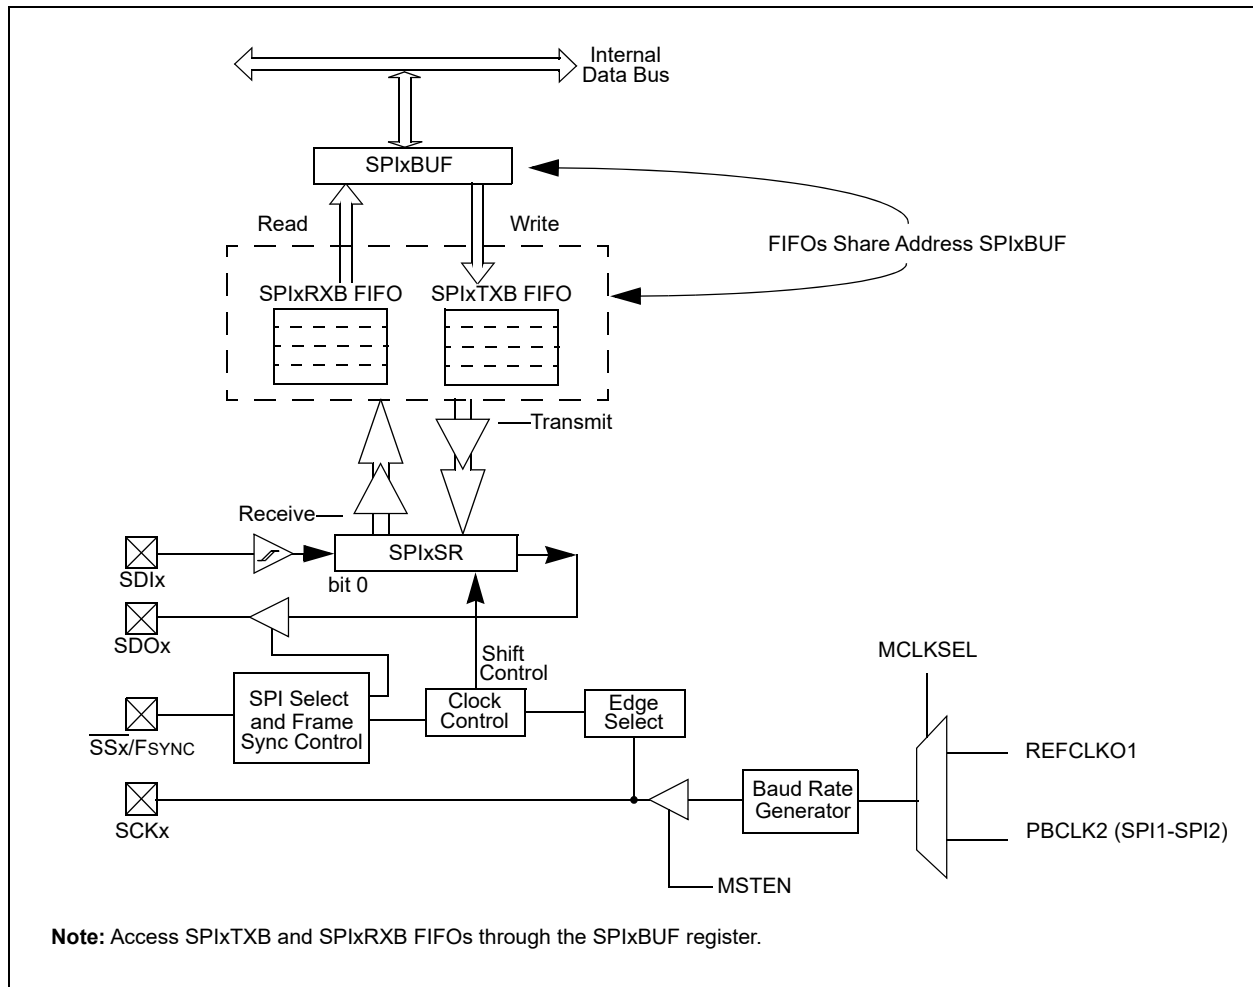 Internal
Data Bus
SPIxBUF
Read
Write
FIFOs Share Address SPIxBUF
SPIxRXB FIFO
SPIxTXB FIFO
Transmit
Receive
SPIxSR
SDIx
bit 0
SDOx
Shift
Control
MCLKSEL
SPI Select
and Frame
Sync Control
Clock
Control
Edge
Select
SSx/FSYNC
REFCLKO1
Baud Rate
Generator
SCKx
PBCLK2 (SPI1-SPI2)
MSTEN
Note: Access SPIxTXB and SPIxRXB FIFOs through the SPIxBUF register.